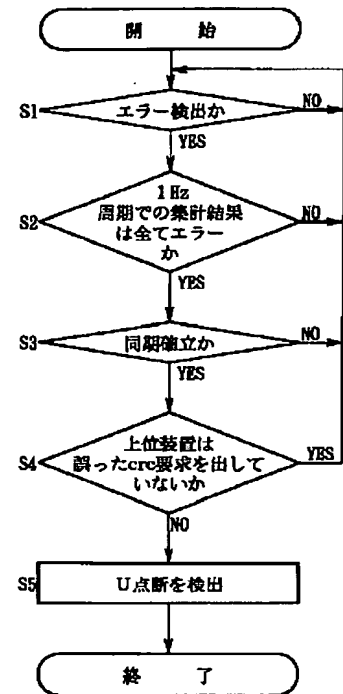 開 始
S1 エラー検出か NO
YES
1Hz
周期での集計結果
S2 は全てエラー NO
か
YES
S3 同期確立か NO
YES
上位装置は
S4 誤ったcrc要求を出して YES
いないか
NO
S5 U点断を検出
終 了